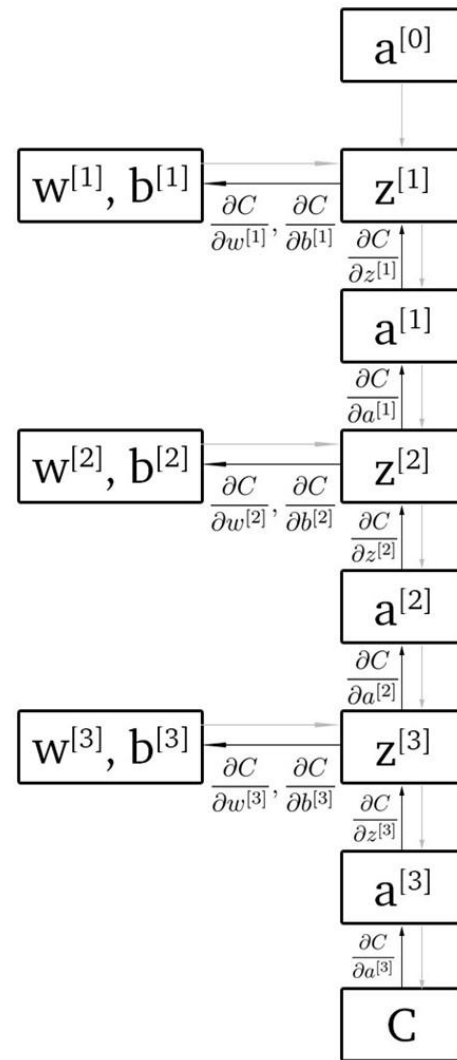 a^{[0]}
w^{[1]}, b^{[1]} z^{[1]}
∂C/∂w^{[1]}, ∂C/∂b^{[1]} ∂C/∂z^{[1]}
a^{[1]}
∂C/∂a^{[1]}
w^{[2]}, b^{[2]} z^{[2]}
∂C/∂w^{[2]}, ∂C/∂b^{[2]} ∂C/∂z^{[2]}
a^{[2]}
∂C/∂a^{[2]}
w^{[3]}, b^{[3]} z^{[3]}
∂C/∂w^{[3]}, ∂C/∂b^{[3]} ∂C/∂z^{[3]}
a^{[3]}
∂C/∂a^{[3]}
C